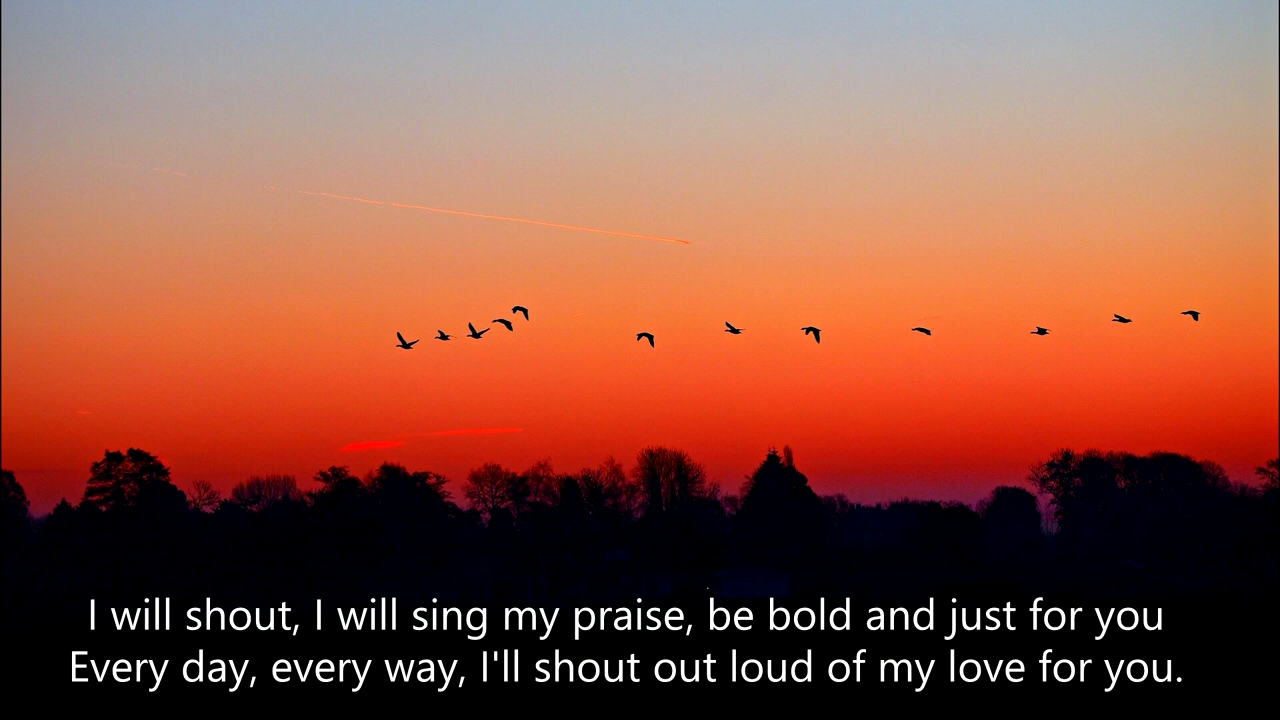 I will shout, I will sing my praise, be bold and just for you
Every day, every way, I'll shout out loud of my love for you.